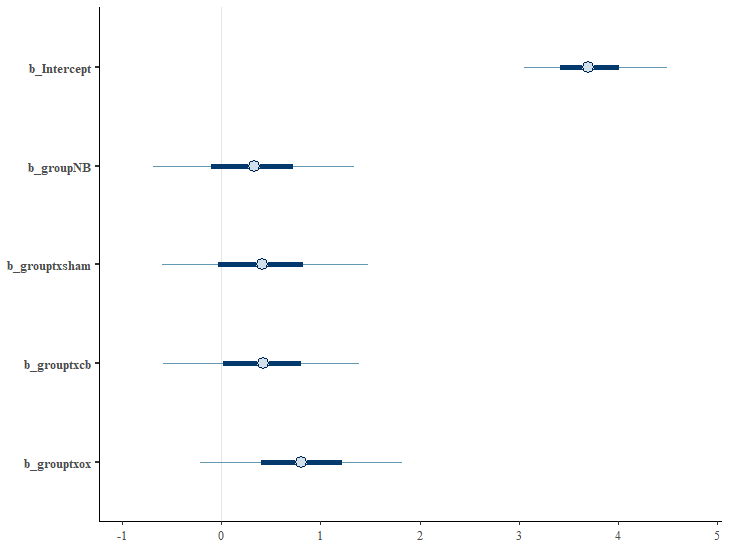 b_Intercept
b_groupNB
b_grouptxsham
b_grouptxcb
b_grouptxox
-1 0 1 2 3 4 5